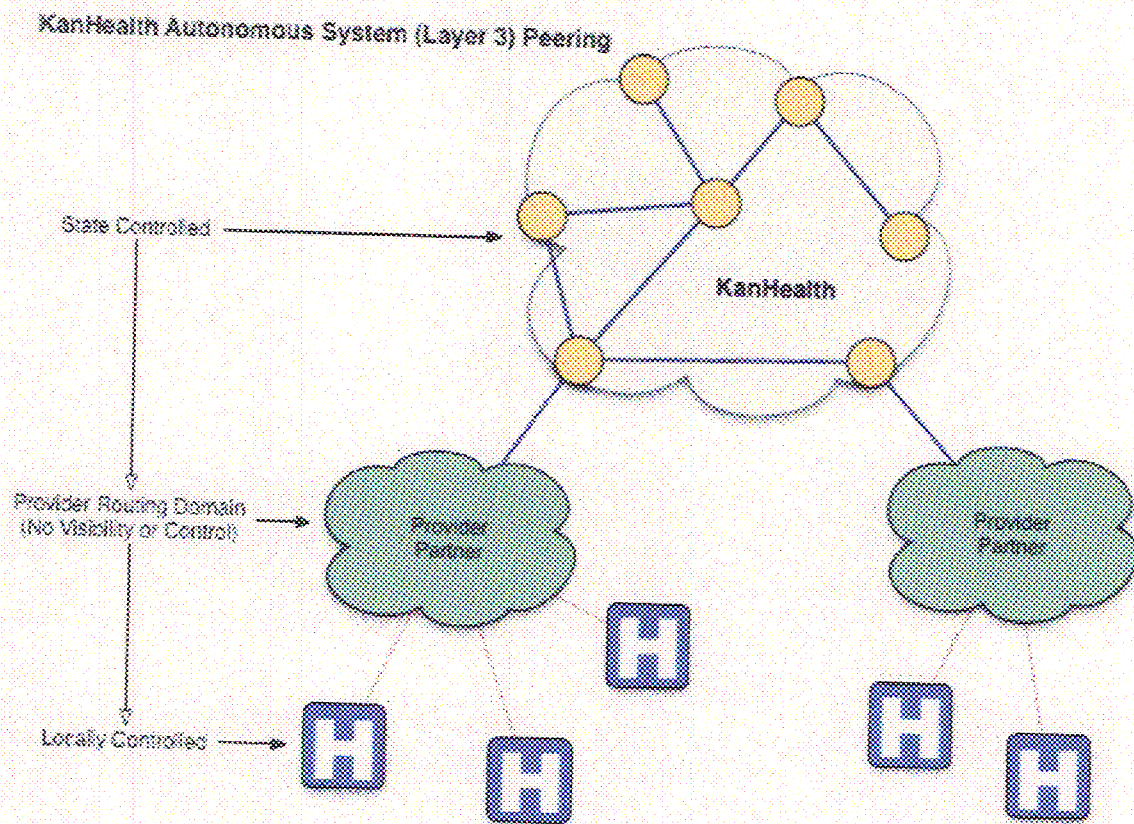 KanHealth Autonomous System (Layer 3) Peering
State Controlled
KanHealth
Provider Routing Domain
(No Visibility or Control)
Provider
Partner
Provider
Partner
H
Locally Controlled
H
H
H
H